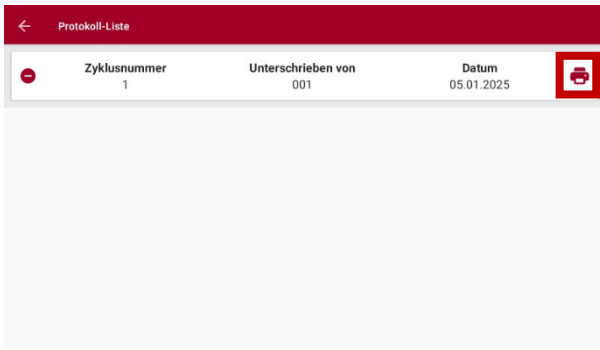 Protokoll-Liste
Zyklusnummer Unterschrieben von Datum
1 001 05.01.2025